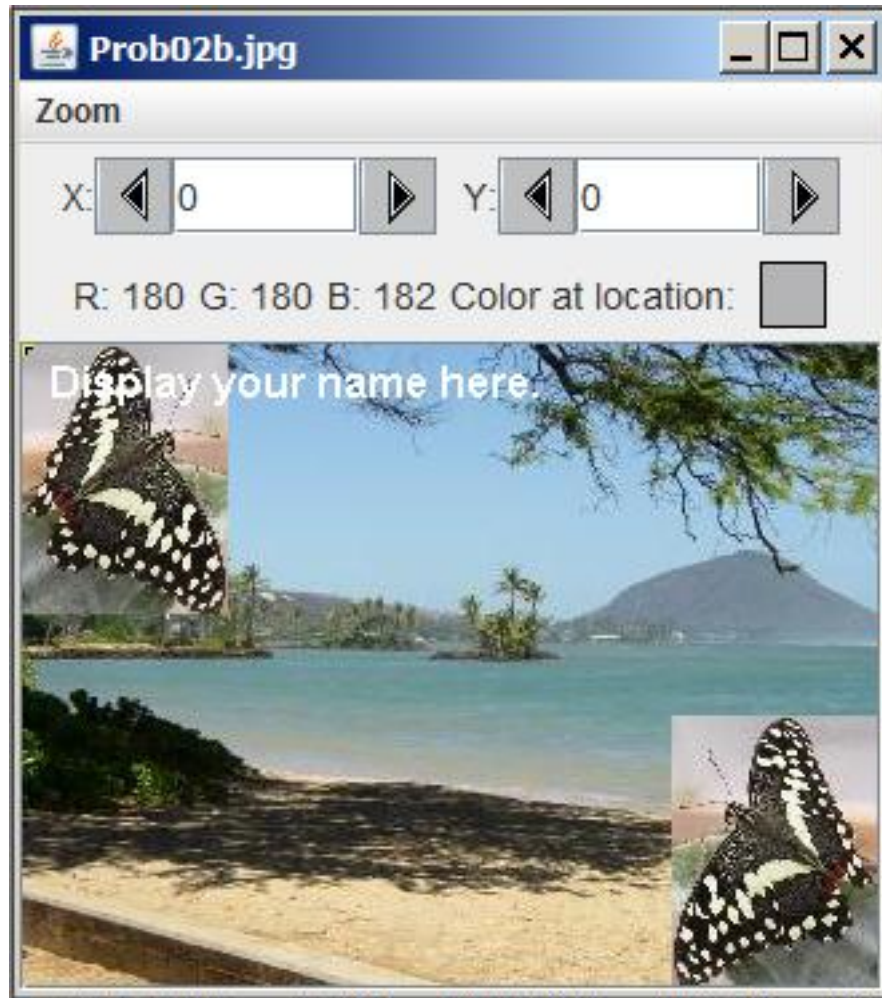 Prob02b.jpg
Zoom
X: 0 Y: 0
R: 180 G: 180 B: 182 Color at location:
Display your name here.